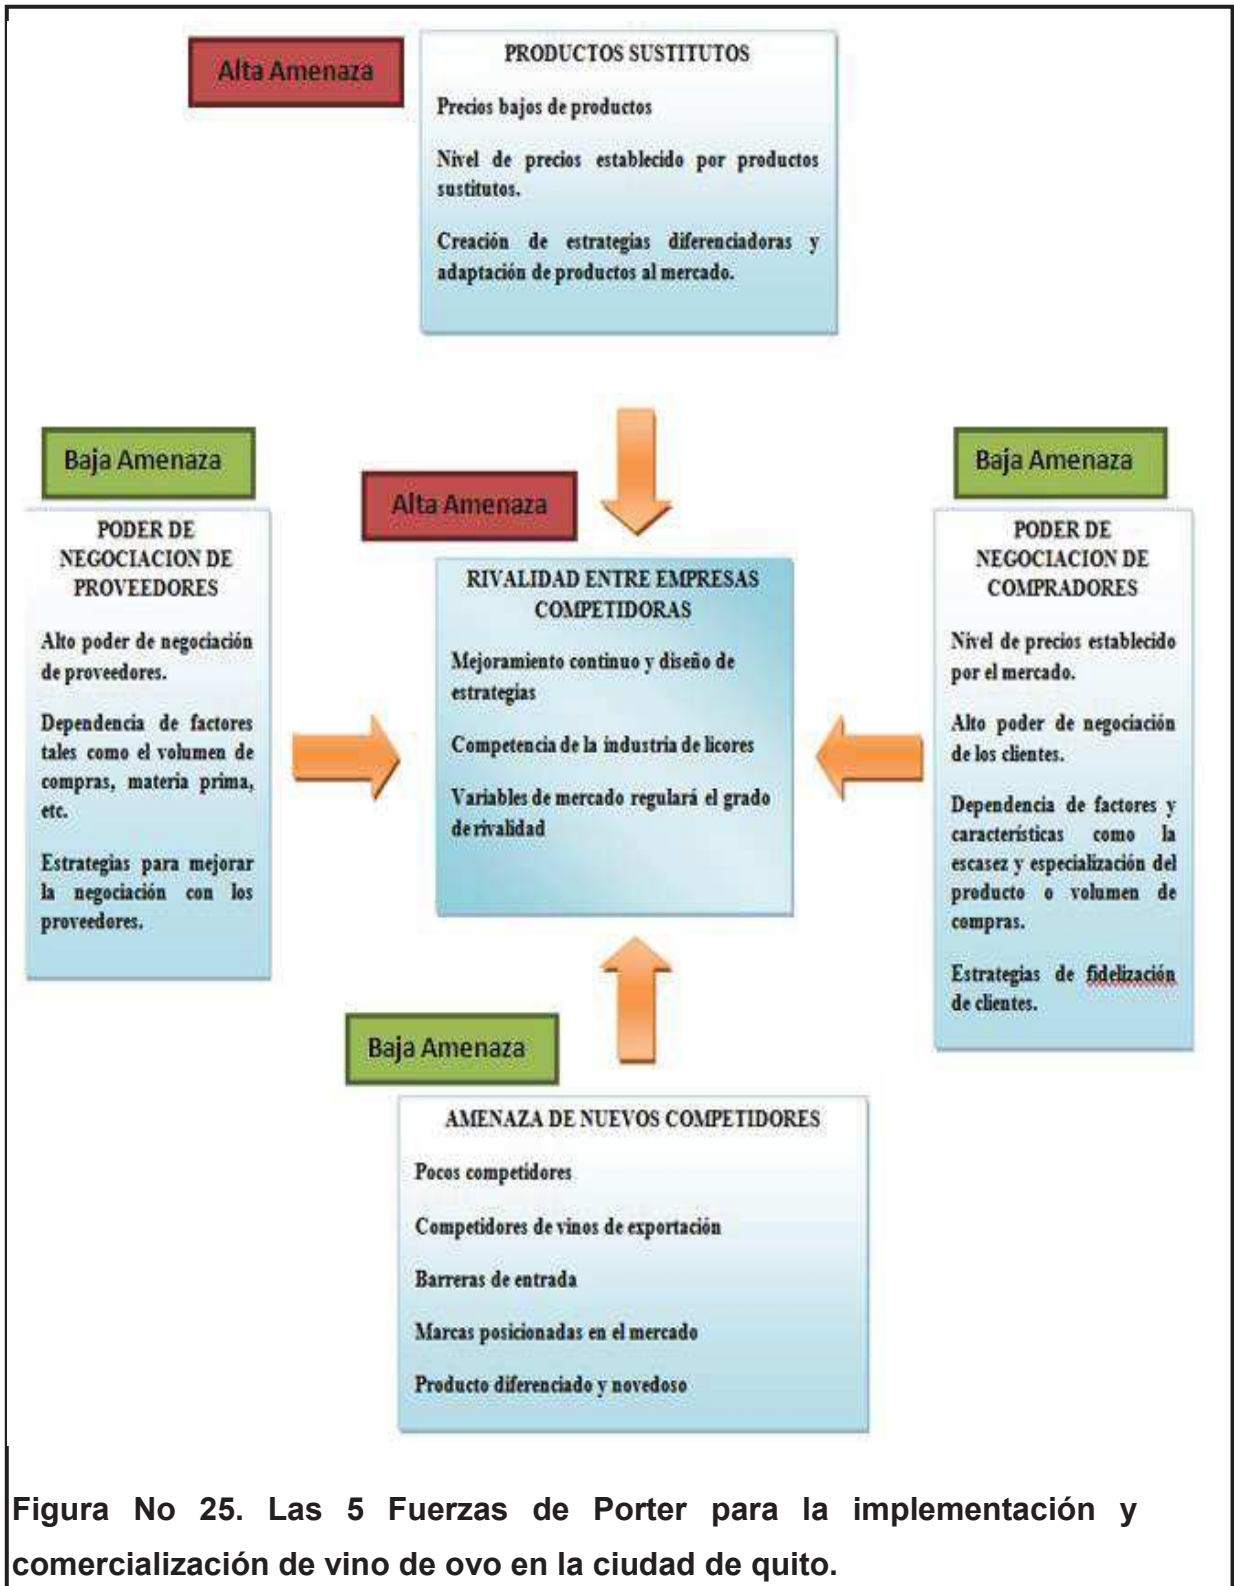 Alta Amenaza
PRODUCTOS SUSTITUTOS
Precios bajos de productos
Nivel de precios establecido por productos
sustitutos.
Creación de estrategias diferenciadoras y
adaptación de productos al mercado.
Baja Amenaza
PODER DE
NEGOCIACION DE
PROVEEDORES
Alto poder de negociación
de proveedores.
Dependencia de factores
tales como el volumen de
compras, materia prima,
etc.
Estrategias para mejorar
la negociación con los
proveedores.
Alta Amenaza
RIVALIDAD ENTRE EMPRESAS
COMPETIDORAS
Mejoramiento continuo y diseño de
estrategias
Competencia de la industria de licores
Variables de mercado regulará el grado
de rivalidad
Baja Amenaza
PODER DE
NEGOCIACION DE
COMPRADORES
Nivel de precios establecido
por el mercado.
Alto poder de negociación
de los clientes.
Dependencia de factores y
características como la
escasez y especialización del
producto o volumen de
compras.
Estrategias de fidelización
de clientes.
Baja Amenaza
AMENAZA DE NUEVOS COMPETIDORES
Pocos competidores
Competidores de vinos de exportación
Barreras de entrada
Marcas posicionadas en el mercado
Producto diferenciado y novedoso
Figura No 25. Las 5 Fuerzas de Porter para la implementación y
comercialización de vino de ovo en la ciudad de quito.